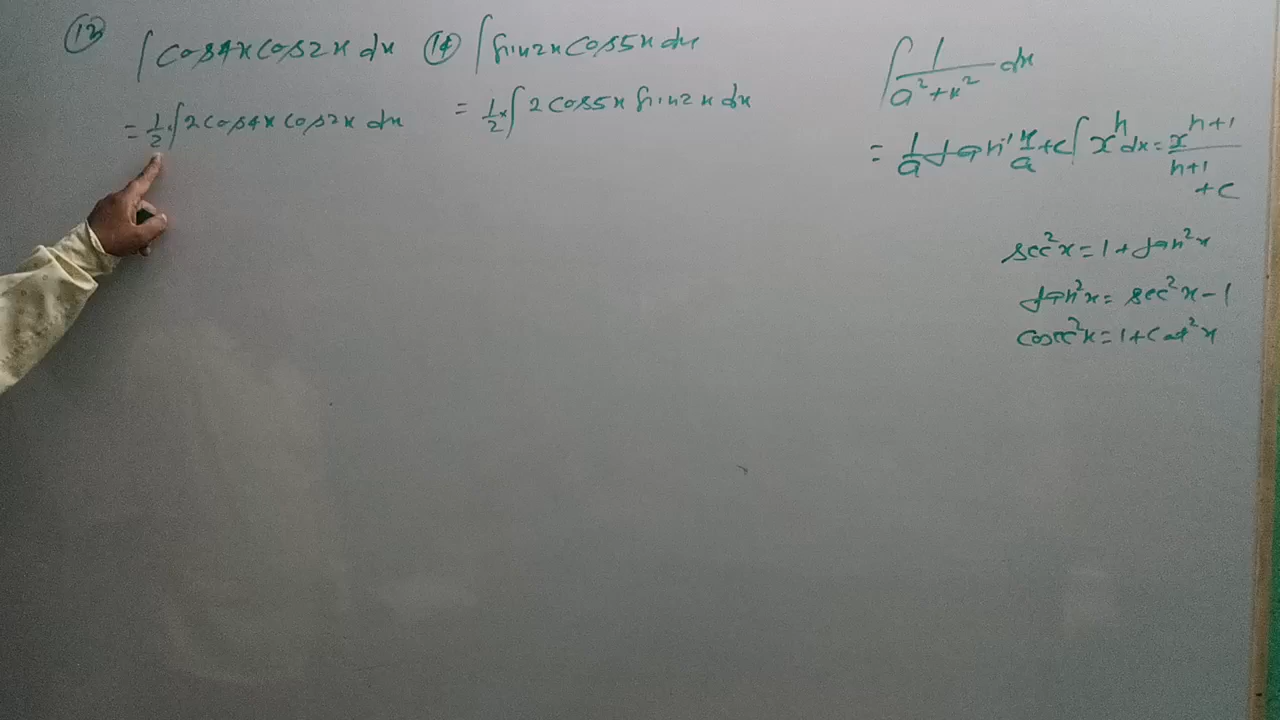 (13) ∫ cos4x cos2x dx
= 1/2 ∫ 2cos4x cos2x dx
(14) ∫ sin2x cos5x dx
= 1/2 × ∫ 2cos5x sin2x dx
∫ 1/(a² + x²) dx
= 1/a tan⁻¹ x/a + c
∫ xⁿ dx = xⁿ⁺¹/(n+1) + c
sec²x = 1 + tan²x
tan²x = sec²x - 1
cosec²x = 1 + cot²x